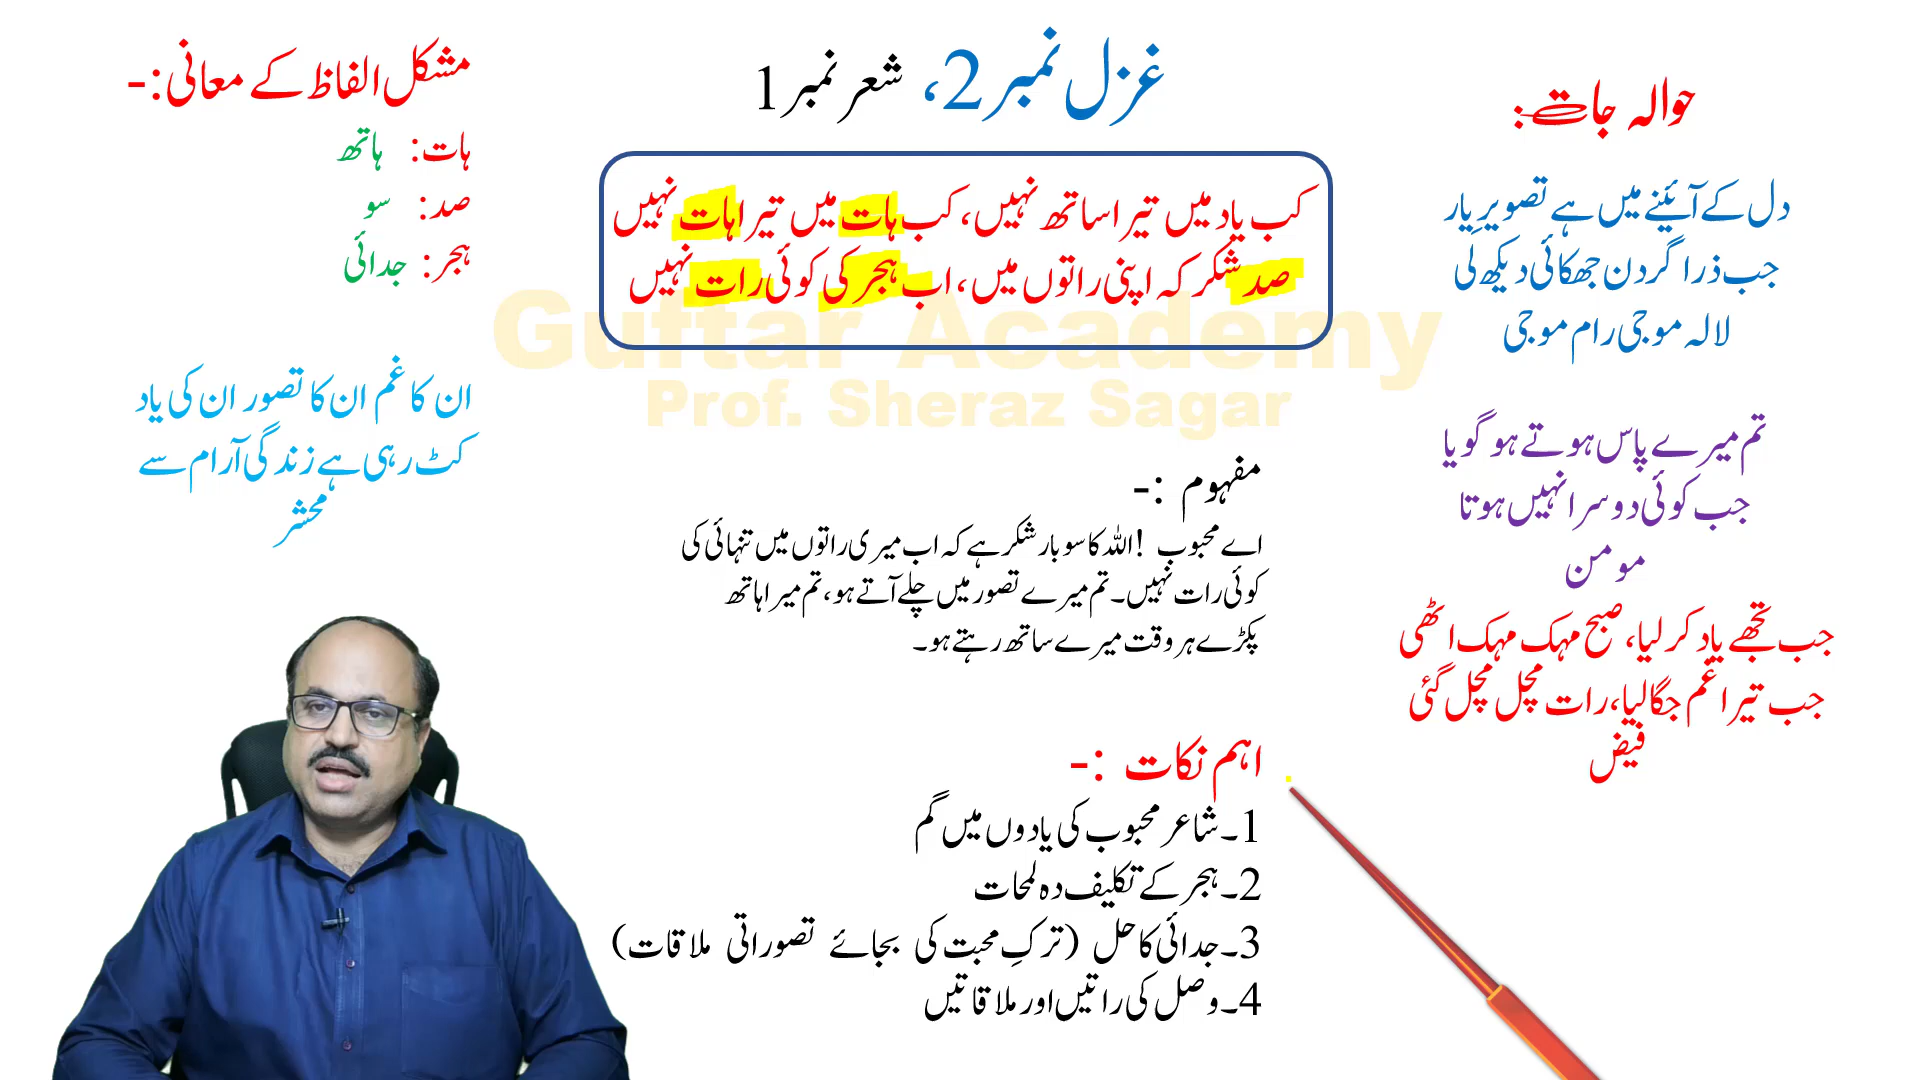 غزل نمبر 2، شعر نمبر 1
کب یاد میں تیرا ساتھ نہیں، کب ہات میں تیرا ہات نہیں
صد شکر کہ اپنی راتوں میں، اب ہجر کی کوئی رات نہیں
Guftar Academy
Prof. Sheraz Sagar
حوالہ جات:
دل کے آئینے میں ہے تصویرِ یار
جب ذرا گردن جھکائی دیکھ لی
لالہ موجی رام موجی
تم میرے پاس ہوتے ہو گویا
جب کوئی دوسرا نہیں ہوتا
مومن
جب تجھے یاد کر لیا، صبح مہک مہک اٹھی
جب تیرا غم جگا لیا، رات مچل مچل گئی
فیض
مفہوم :-
اے محبوب ! اللہ کا سو بار شکر ہے کہ اب میری راتوں میں تنہائی کی
کوئی رات نہیں۔ تم میرے تصور میں چلے آتے ہو، تم میرا ہاتھ
پکڑے ہر وقت میرے ساتھ رہتے ہو۔
اہم نکات :-
1۔ شاعر محبوب کی یادوں میں گم
2۔ ہجر کے تکلیف دہ لمحات
3۔ جدائی کا حل (ترکِ محبت کی بجائے تصوراتی ملاقات)
4۔ وصل کی راتیں اور ملاقاتیں
مشکل الفاظ کے معانی :-
ہات: ہاتھ
صد: سو
ہجر: جدائی
ان کا غم ان کا تصور ان کی یاد
کٹ رہی ہے زندگی آرام سے
محشر